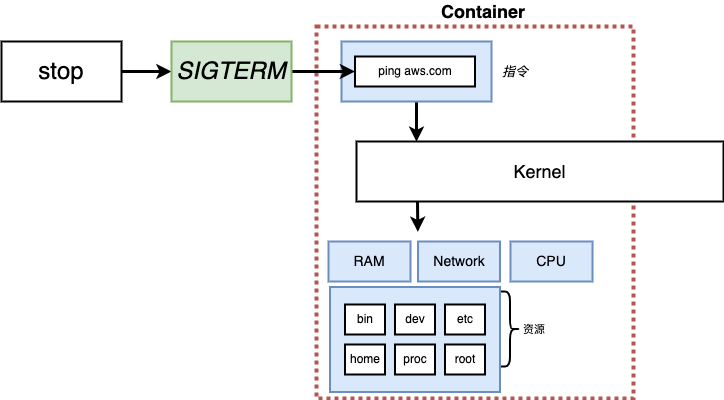 Container
stop
SIGTERM
ping aws.com
指令
Kernel
RAM
Network
CPU
bin
dev
etc
资源
home
proc
root